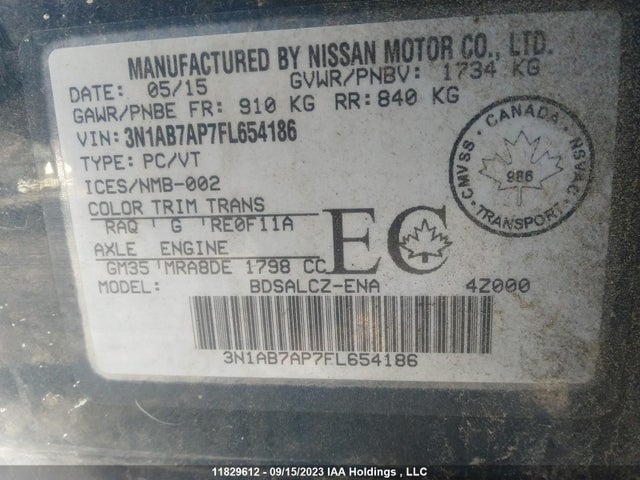 MANUFACTURED BY NISSAN MOTOR CO., LTD.
DATE: 05/15 GVWR/PNBV: 1734 KG
GAWR/PNBE FR: 910 KG RR: 840 KG
VIN: 3N1AB7AP7FL654186
TYPE: PC/VT
ICES/NMB-002
COLOR TRIM TRANS
RAQ G RE0F11A
AXLE ENGINE
GM35 MRA8DE 1798 CC
MODEL: BDSALCZ-ENA 4Z000
EC
CANADA
CMVSS · NSVAC
986
TRANSPORT
3N1AB7AP7FL654186
11829612 - 09/15/2023 IAA Holdings , LLC